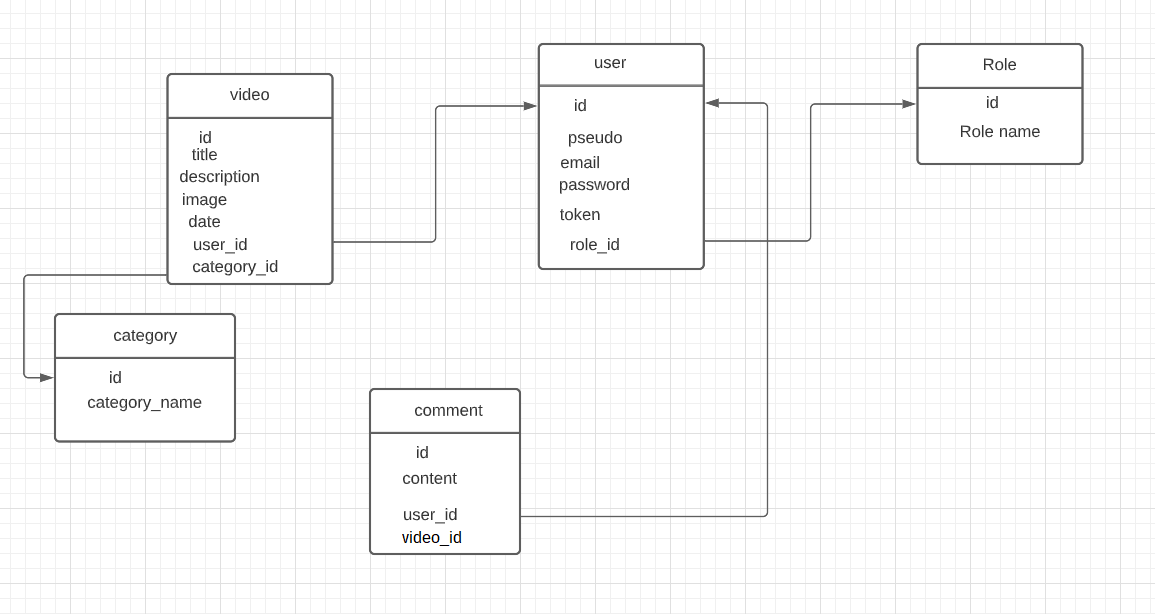 video
id
title
description
image
date
user_id
category_id
user
id
pseudo
email
password
token
role_id
Role
id
Role name
category
id
category_name
comment
id
content
user_id
video_id